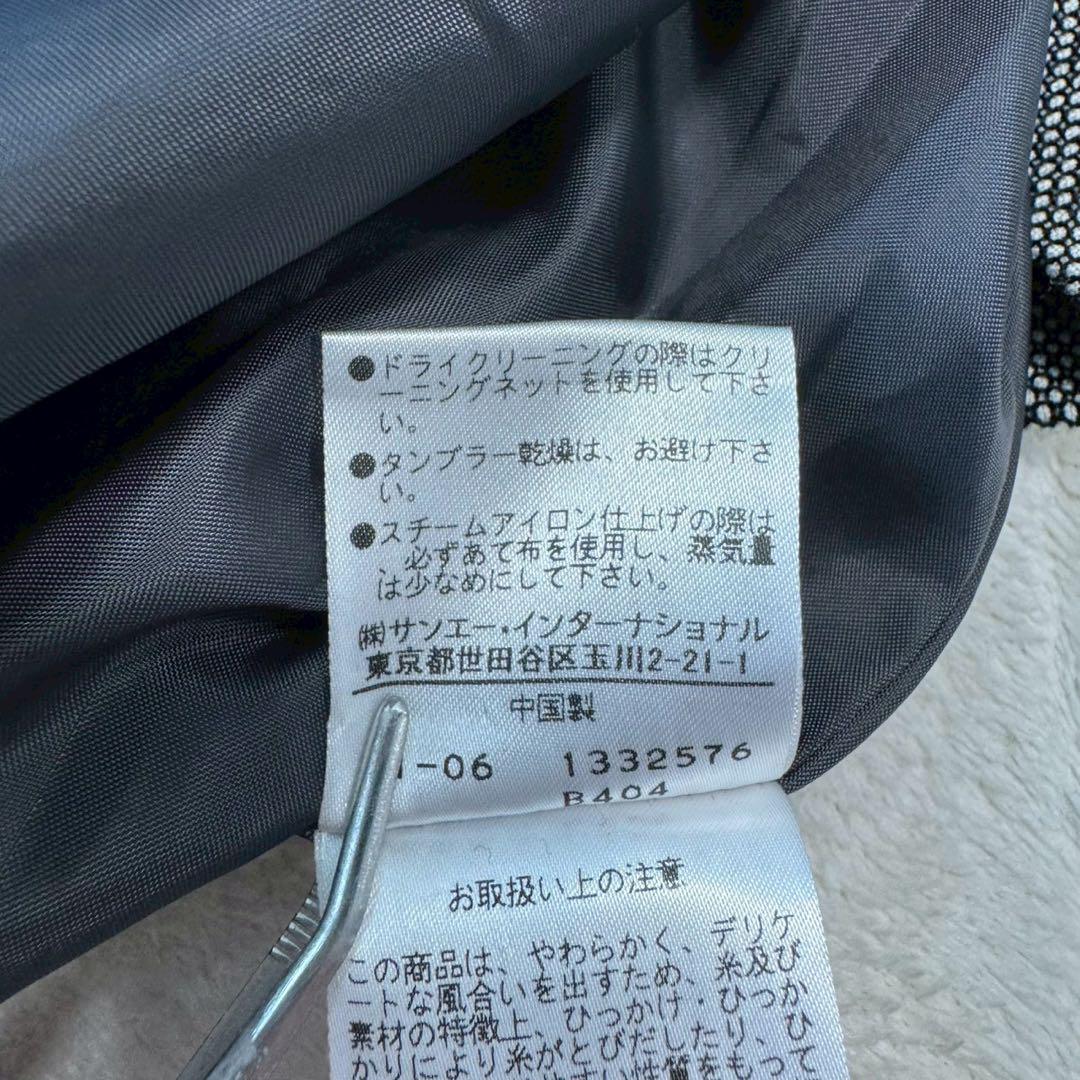 ●ドライクリーニングの際はクリ
ーニングネットを使用して下さ
い。
●タンブラー乾燥は、お避け下さ
い。
●スチームアイロン仕上げの際は
必ずあて布を使用し、蒸気量
は少なめにして下さい。
(株)サンエー・インターナショナル
東京都世田谷区玉川2-21-1
中国製
-06 1332576
B404
お取扱い上の注意
この商品は、やわらかく、デリケ
ートな風合いを出すため、糸及び
素材の特徴上、ひっかけ・ひっか
かりにより糸がとびだしたり、ひ
性質をもって